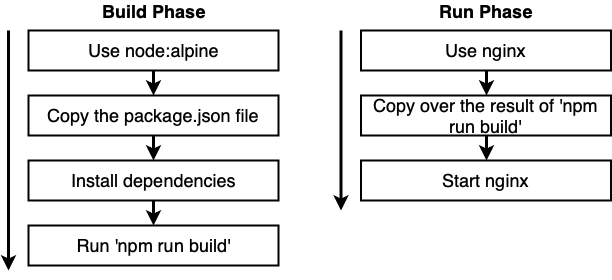 Build Phase
Use node:alpine
Copy the package.json file
Install dependencies
Run 'npm run build'
Run Phase
Use nginx
Copy over the result of 'npm
run build'
Start nginx